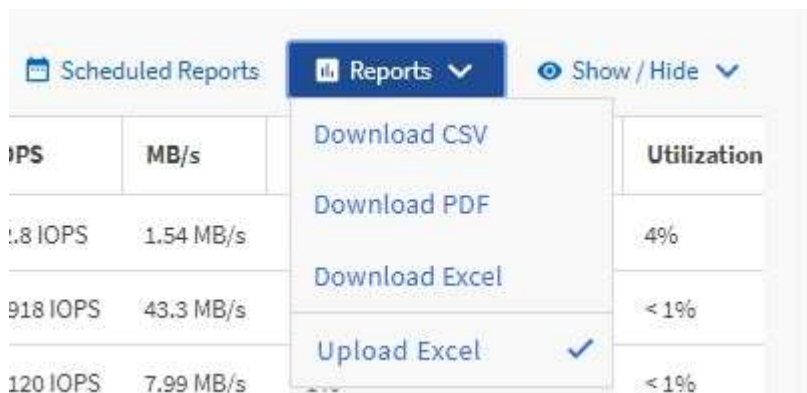 Scheduled Reports Reports Show / Hide
MB/s Utilization
Download CSV
1.54 MB/s 4%
Download PDF
Download Excel
918 IOPS 43.3 MB/s < 1%
Upload Excel
120 IOPS 7.99 MB/s < 1%